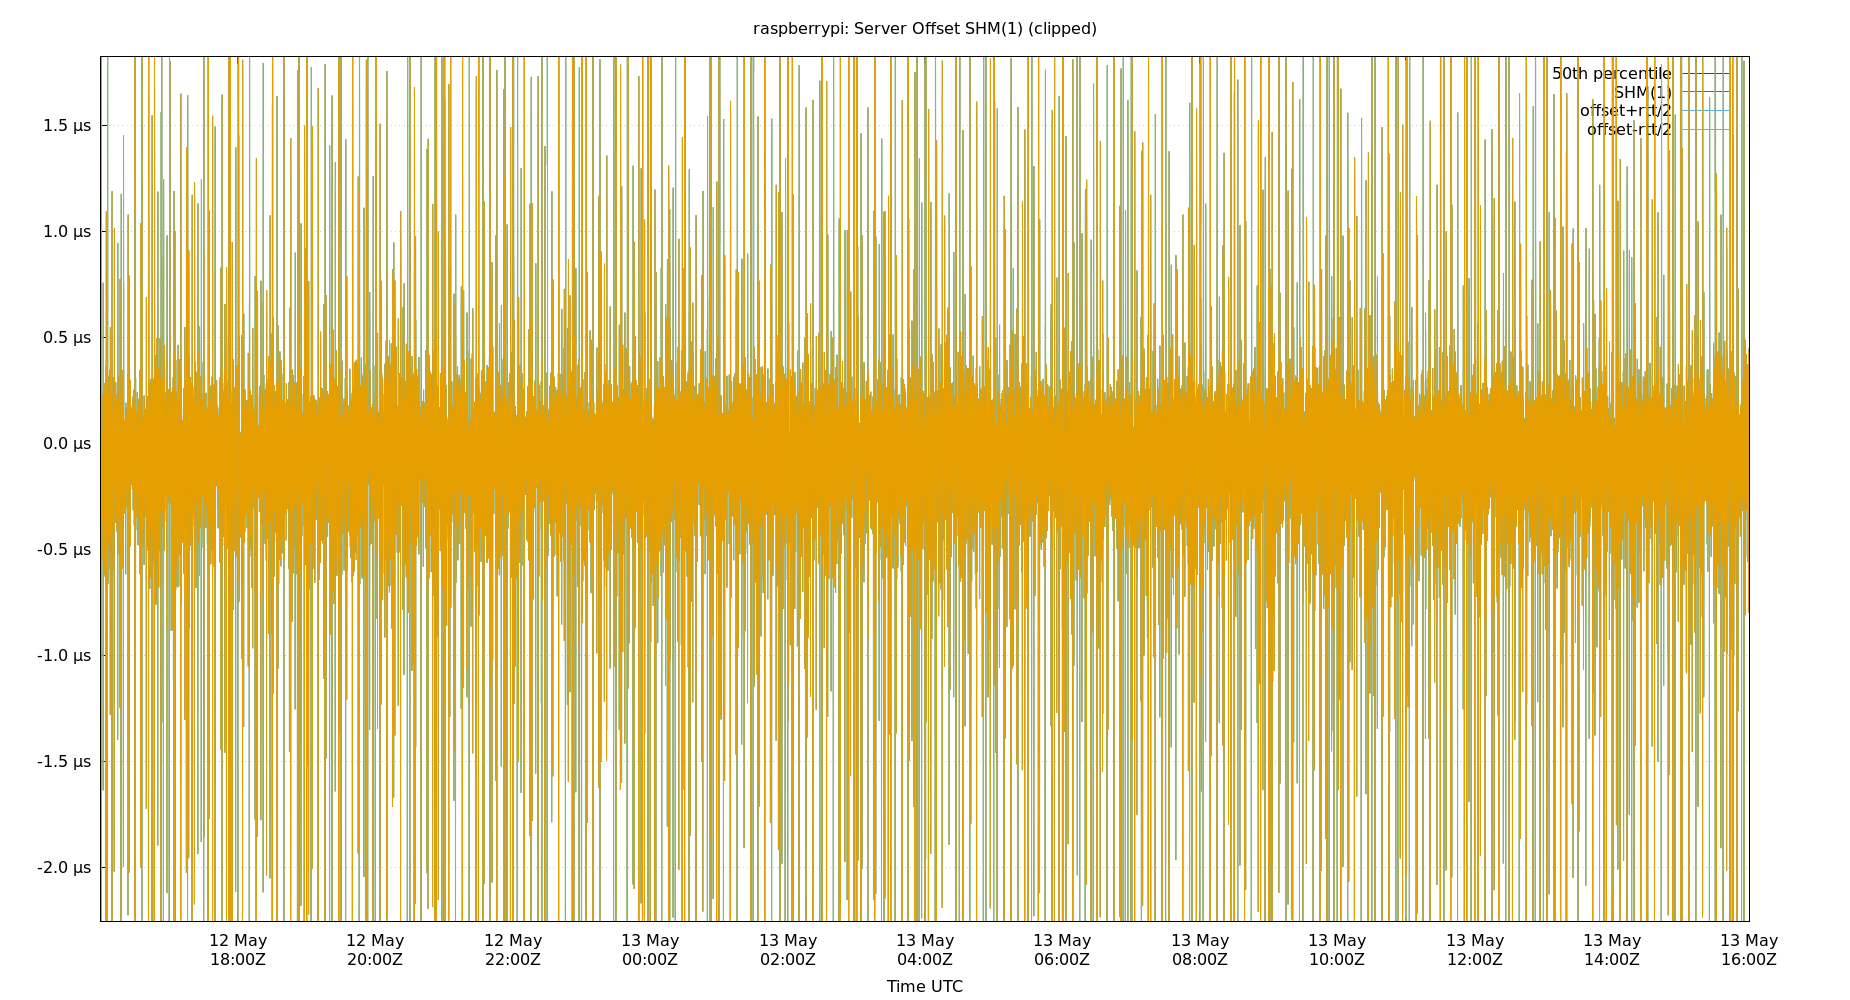 raspberrypi: Server Offset SHM(1) (clipped)
50th percentile
SHM(1)
offset+rtt/2
offset-rtt/2
1.5 µs
1.0 µs
0.5 µs
0.0 µs
-0.5 µs
-1.0 µs
-1.5 µs
-2.0 µs
12 May 12 May 12 May 13 May 13 May 13 May 13 May 13 May 13 May 13 May 13 May 13 May
18:00Z 20:00Z 22:00Z 00:00Z 02:00Z 04:00Z 06:00Z 08:00Z 10:00Z 12:00Z 14:00Z 16:00Z
Time UTC